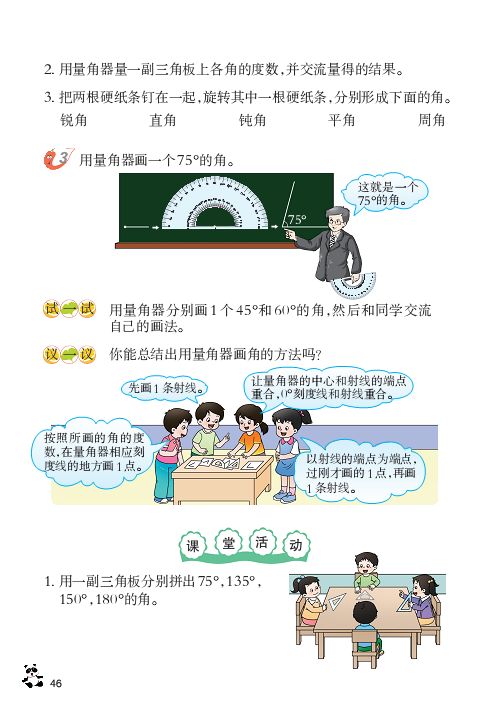 2. 用量角器量一副三角板上各角的度数,并交流量得的结果。
3. 把两根硬纸条钉在一起,旋转其中一根硬纸条,分别形成下面的角。
锐角 直角 钝角 平角 周角
3 用量角器画一个75°的角。
这就是一个
75°的角。
75°
试一试 用量角器分别画1个45°和60°的角,然后和同学交流
自己的画法。
议一议 你能总结出用量角器画角的方法吗?
先画1条射线。
让量角器的中心和射线的端点
重合,0°刻度线和射线重合。
按照所画的角的度
数,在量角器相应刻
度线的地方画1点。
以射线的端点为端点,
过刚才画的1点,再画
1条射线。
课堂活动
1. 用一副三角板分别拼出75°,135°,
150°,180°的角。
46